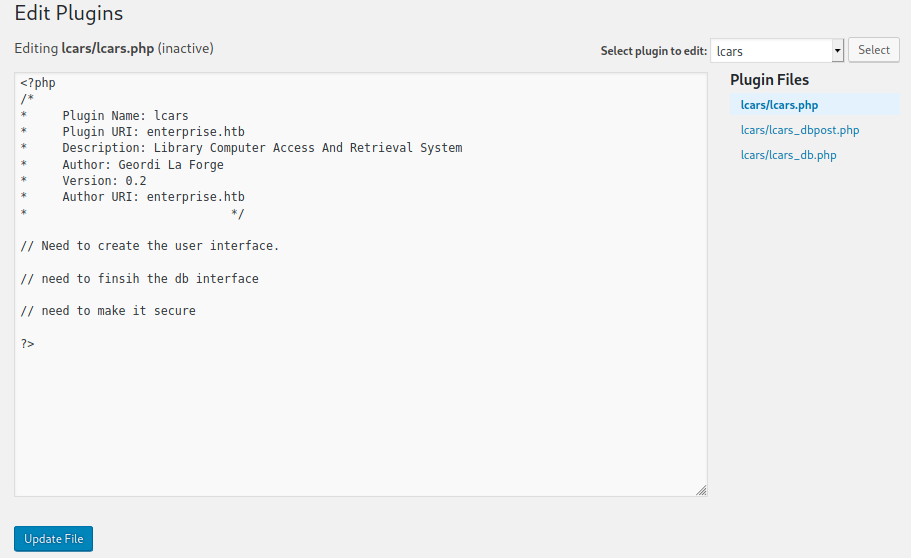 Edit Plugins
Editing lcars/lcars.php (inactive)
Select plugin to edit: lcars Select
<?php
/*
*     Plugin Name: lcars
*     Plugin URI: enterprise.htb
*     Description: Library Computer Access And Retrieval System
*     Author: Geordi La Forge
*     Version: 0.2
*     Author URI: enterprise.htb
*                             */
// Need to create the user interface.
// need to finsih the db interface
// need to make it secure
?>
Plugin Files
lcars/lcars.php
lcars/lcars_dbpost.php
lcars/lcars_db.php
Update File